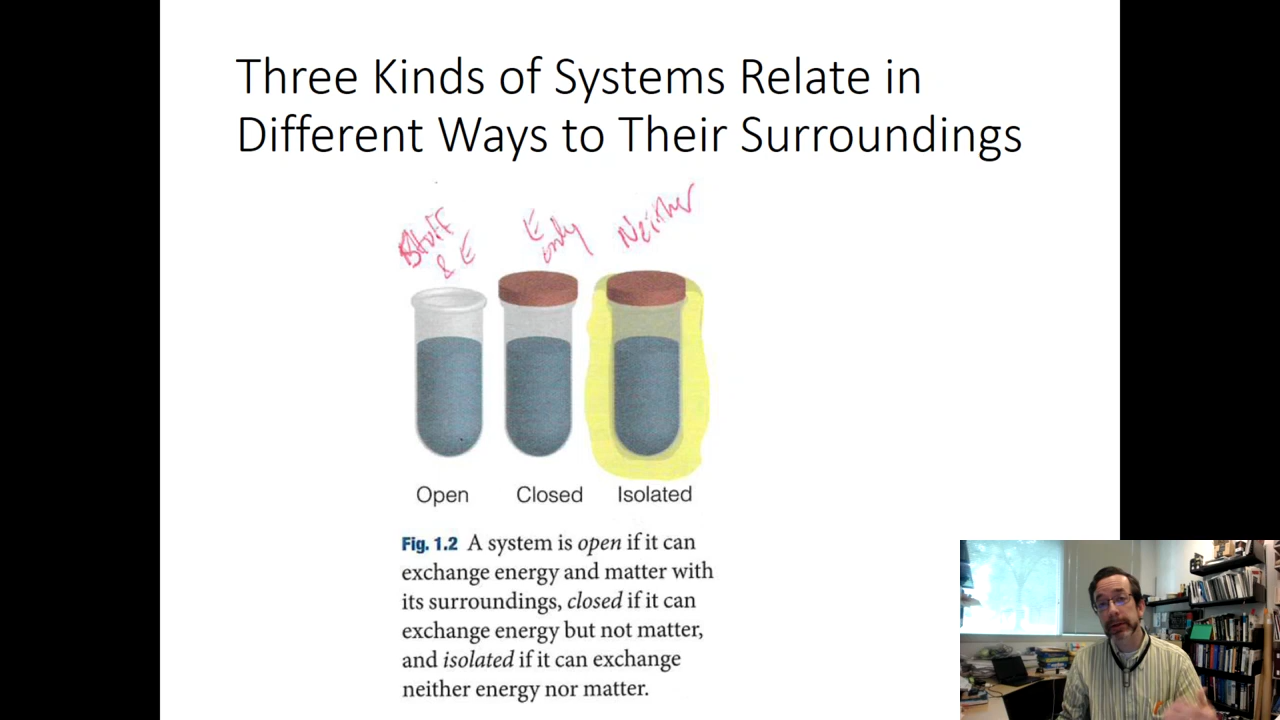 Three Kinds of Systems Relate in
Different Ways to Their Surroundings
Stuff
& E
E
only
Neither
Open Closed Isolated
Fig. 1.2 A system is open if it can
exchange energy and matter with
its surroundings, closed if it can
exchange energy but not matter,
and isolated if it can exchange
neither energy nor matter.